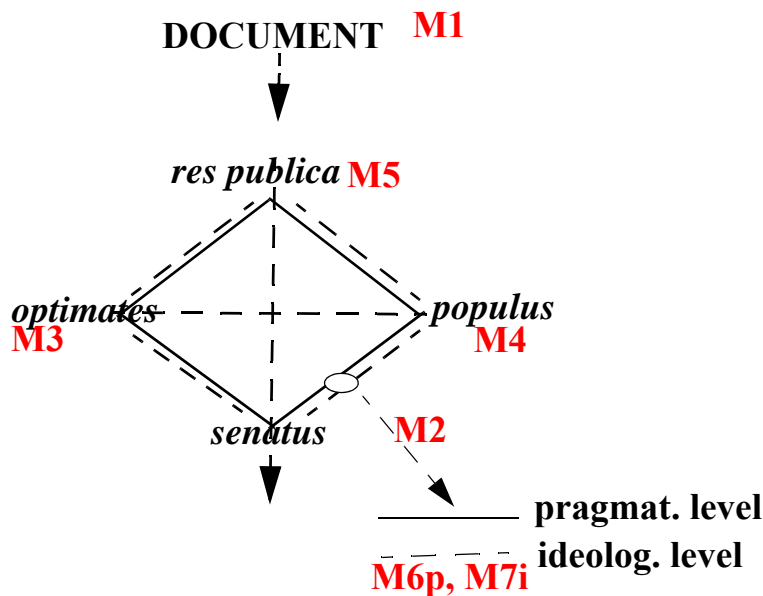 DOCUMENT M1
res publica M5
optimates populus
M3 M4
senatus
M2
pragmat. level
ideolog. level
M6p, M7i